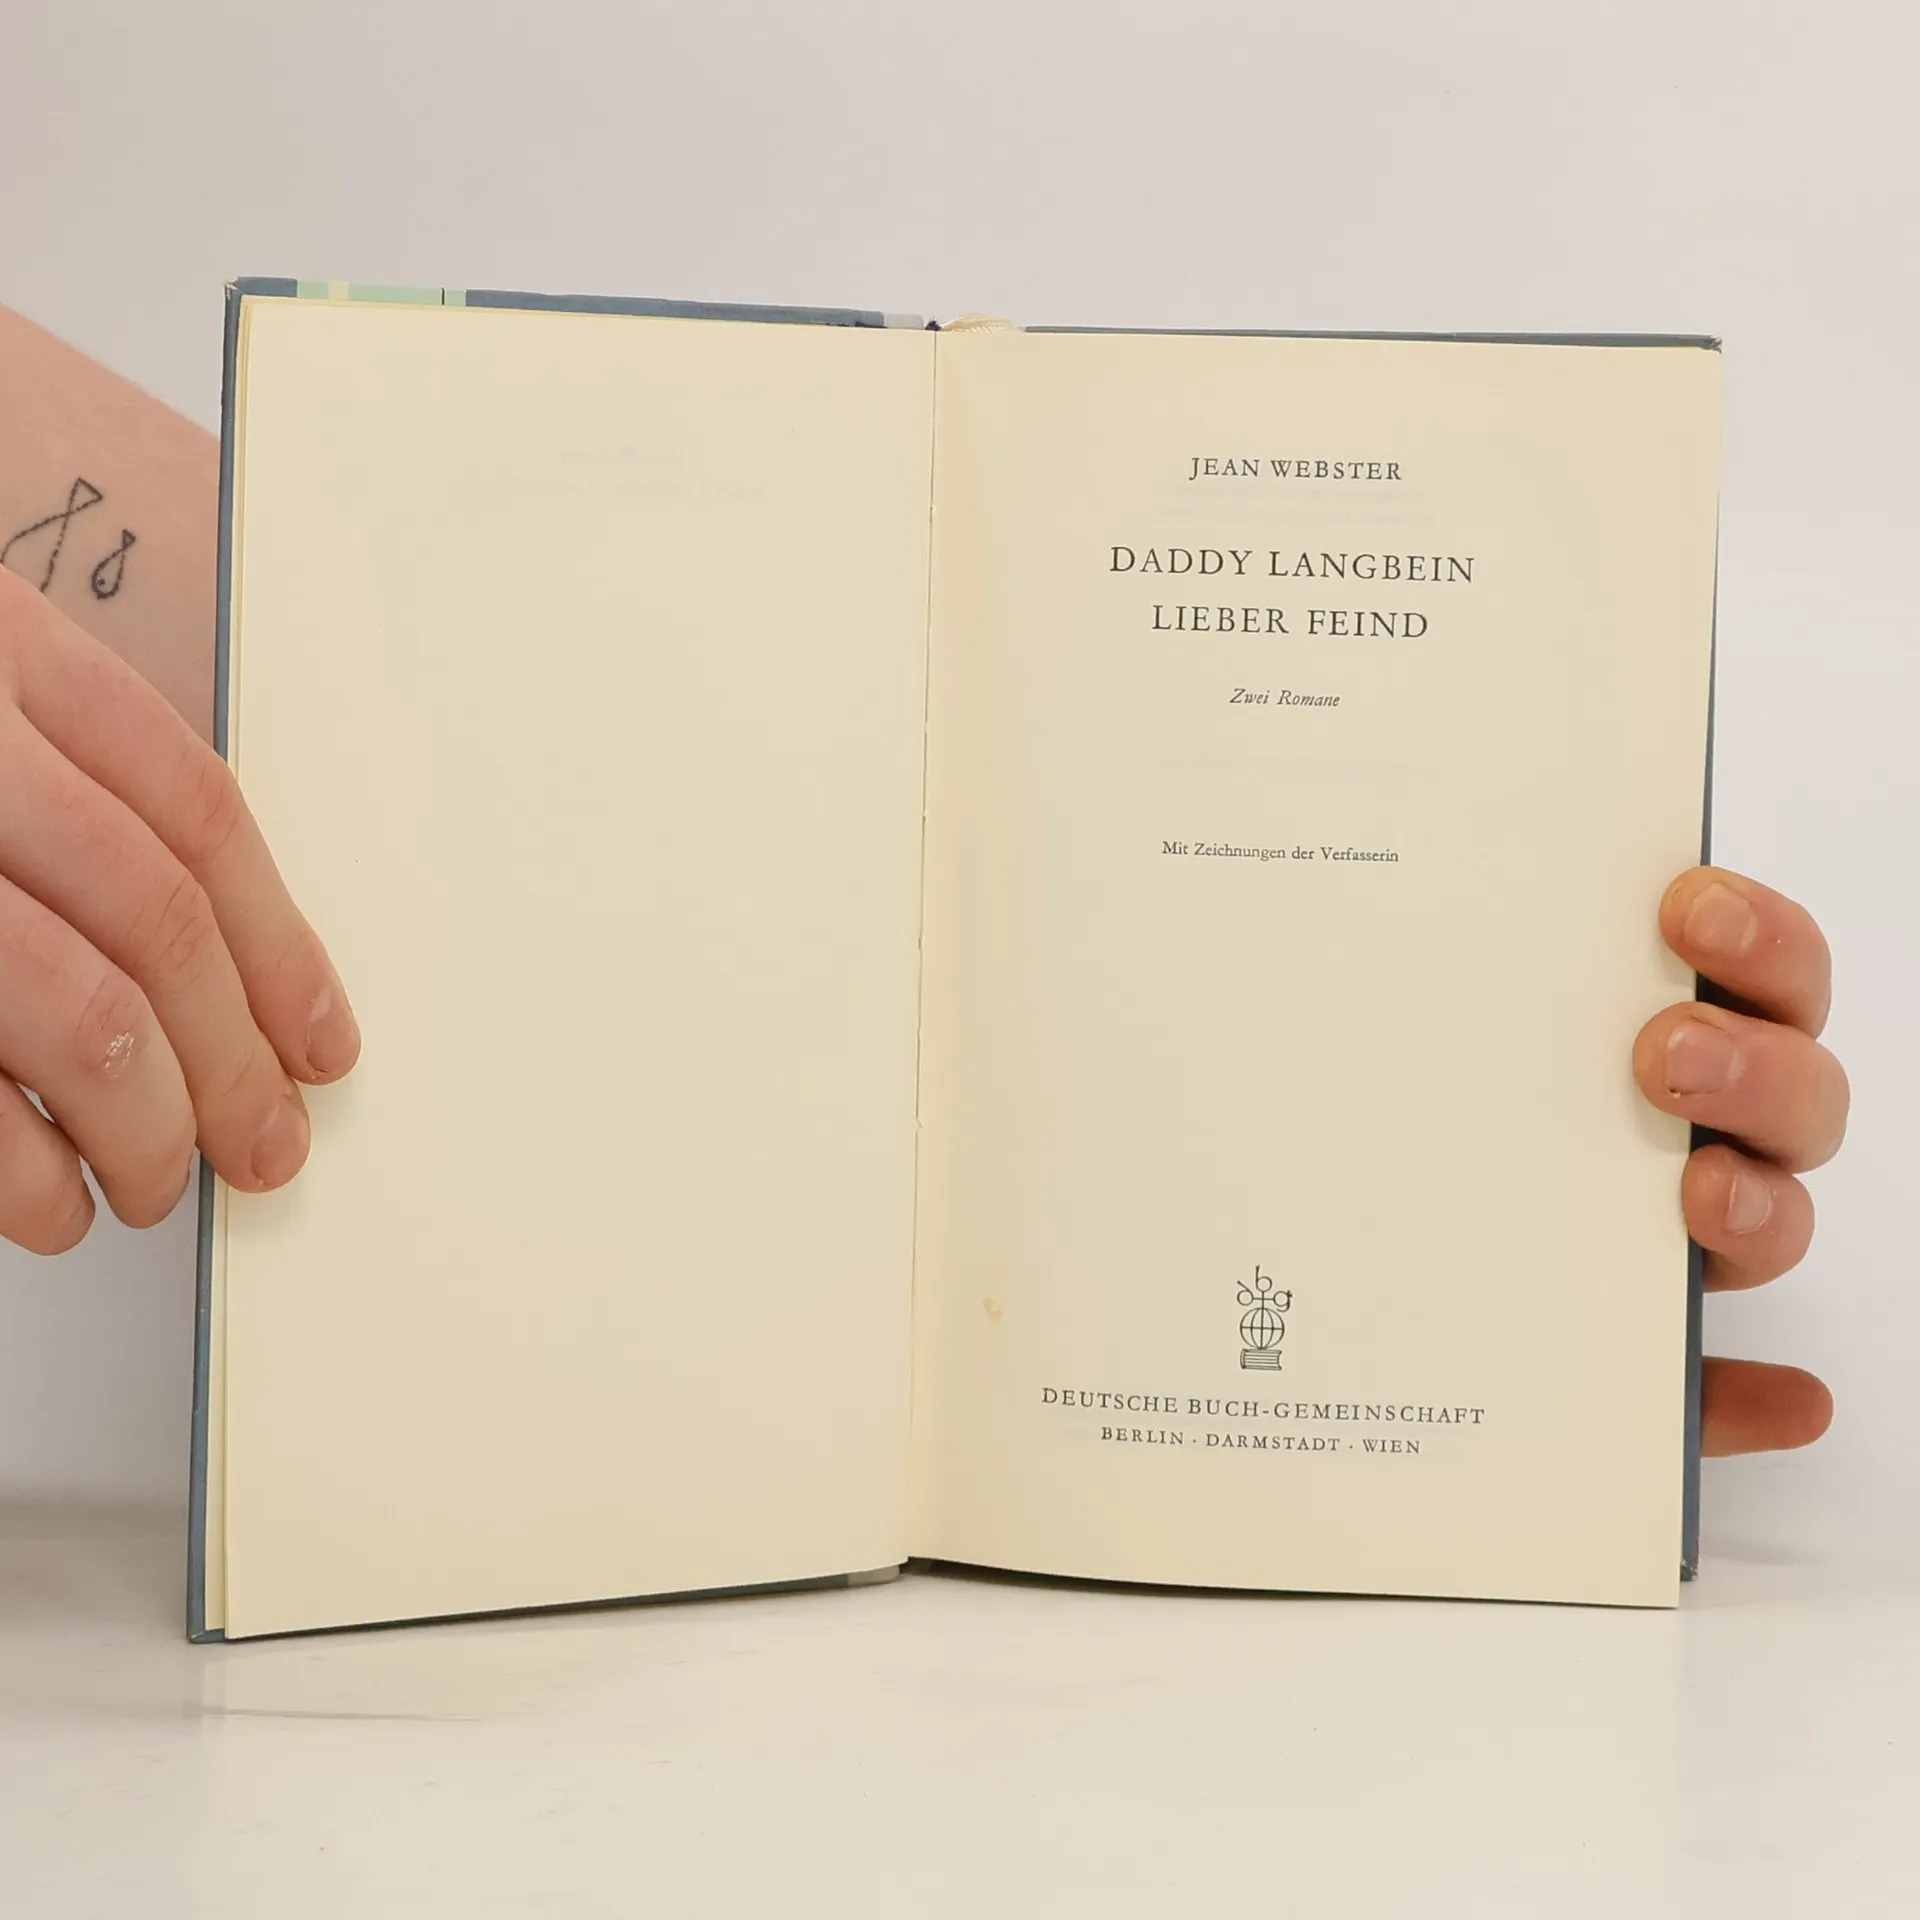 JEAN WEBSTER
DADDY LANGBEIN
LIEBER FEIND
Zwei Romane
Mit Zeichnungen der Verfasserin
dbg
DEUTSCHE BUCH-GEMEINSCHAFT
BERLIN · DARMSTADT · WIEN